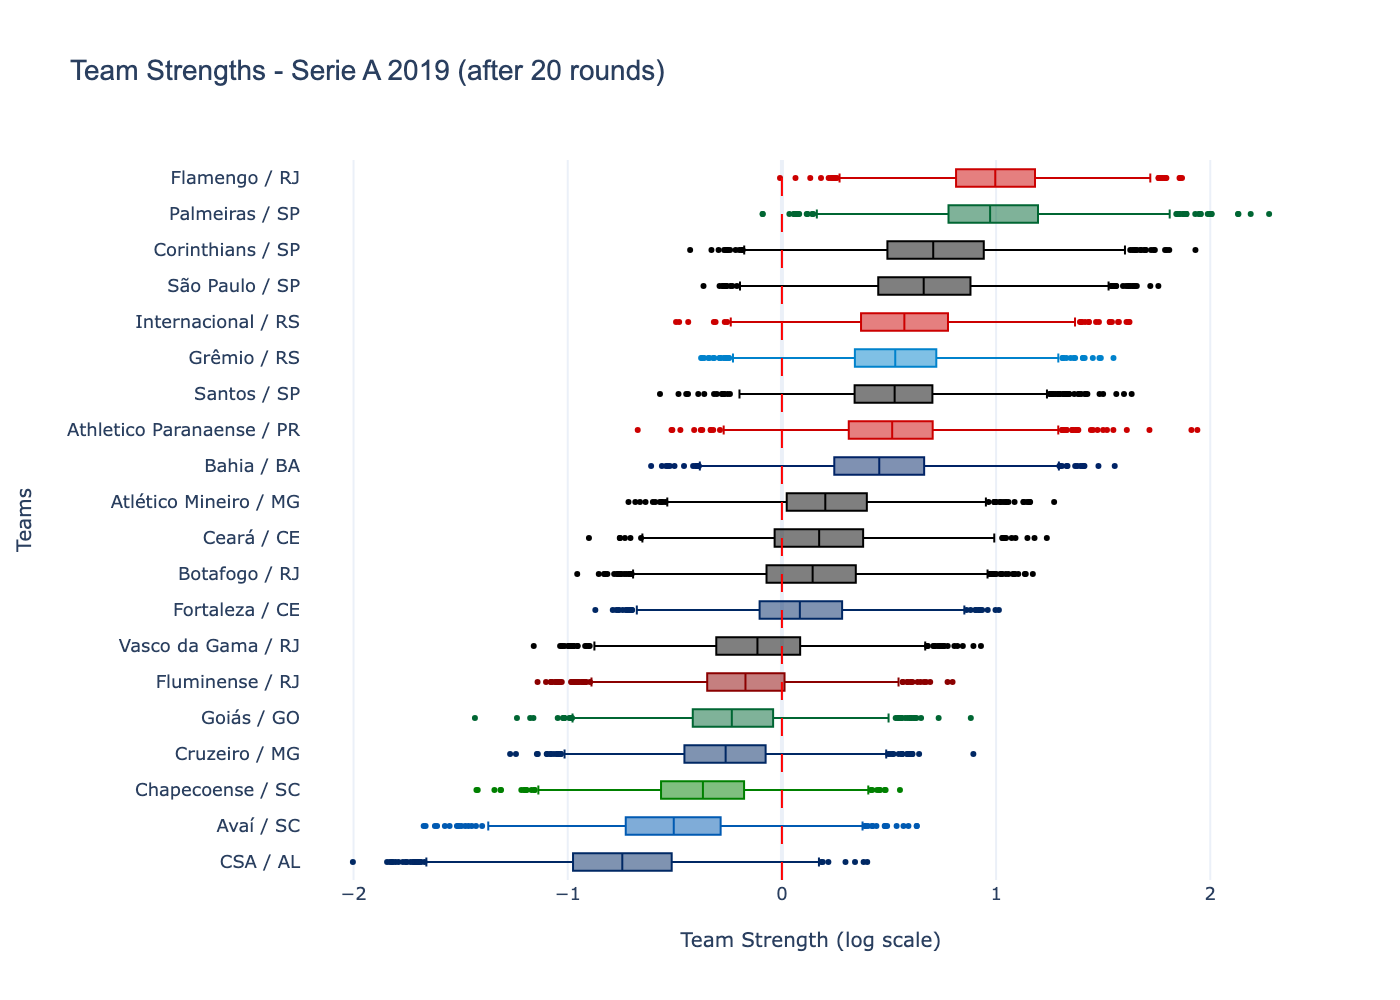 Team Strengths - Serie A 2019 (after 20 rounds)
Flamengo / RJ
Palmeiras / SP
Corinthians / SP
São Paulo / SP
Internacional / RS
Grêmio / RS
Santos / SP
Athletico Paranaense / PR
Bahia / BA
Atlético Mineiro / MG
Ceará / CE
Botafogo / RJ
Fortaleza / CE
Vasco da Gama / RJ
Fluminense / RJ
Goiás / GO
Cruzeiro / MG
Chapecoense / SC
Avaí / SC
CSA / AL
Teams
−2 −1 0 1 2
Team Strength (log scale)